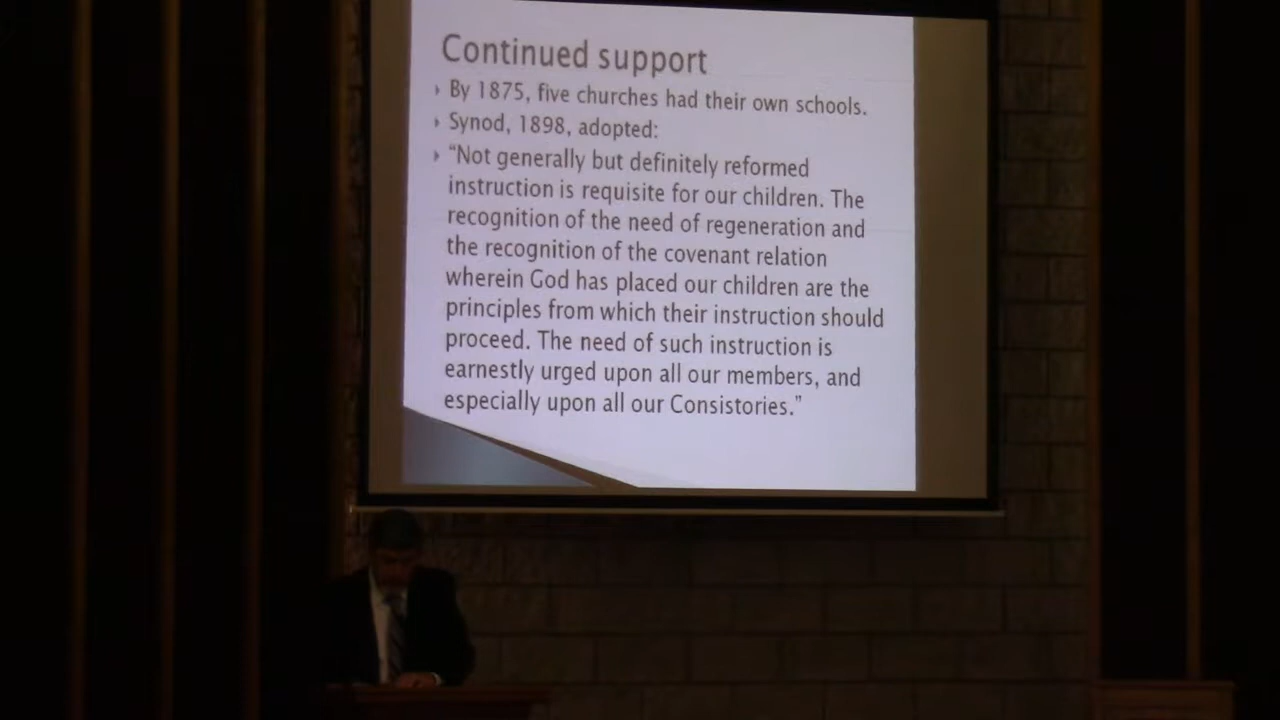 Continued support
By 1875, five churches had their own schools.
Synod, 1898, adopted:
“Not generally but definitely reformed
instruction is requisite for our children. The
recognition of the need of regeneration and
the recognition of the covenant relation
wherein God has placed our children are the
principles from which their instruction should
proceed. The need of such instruction is
earnestly urged upon all our members, and
especially upon all our Consistories.”